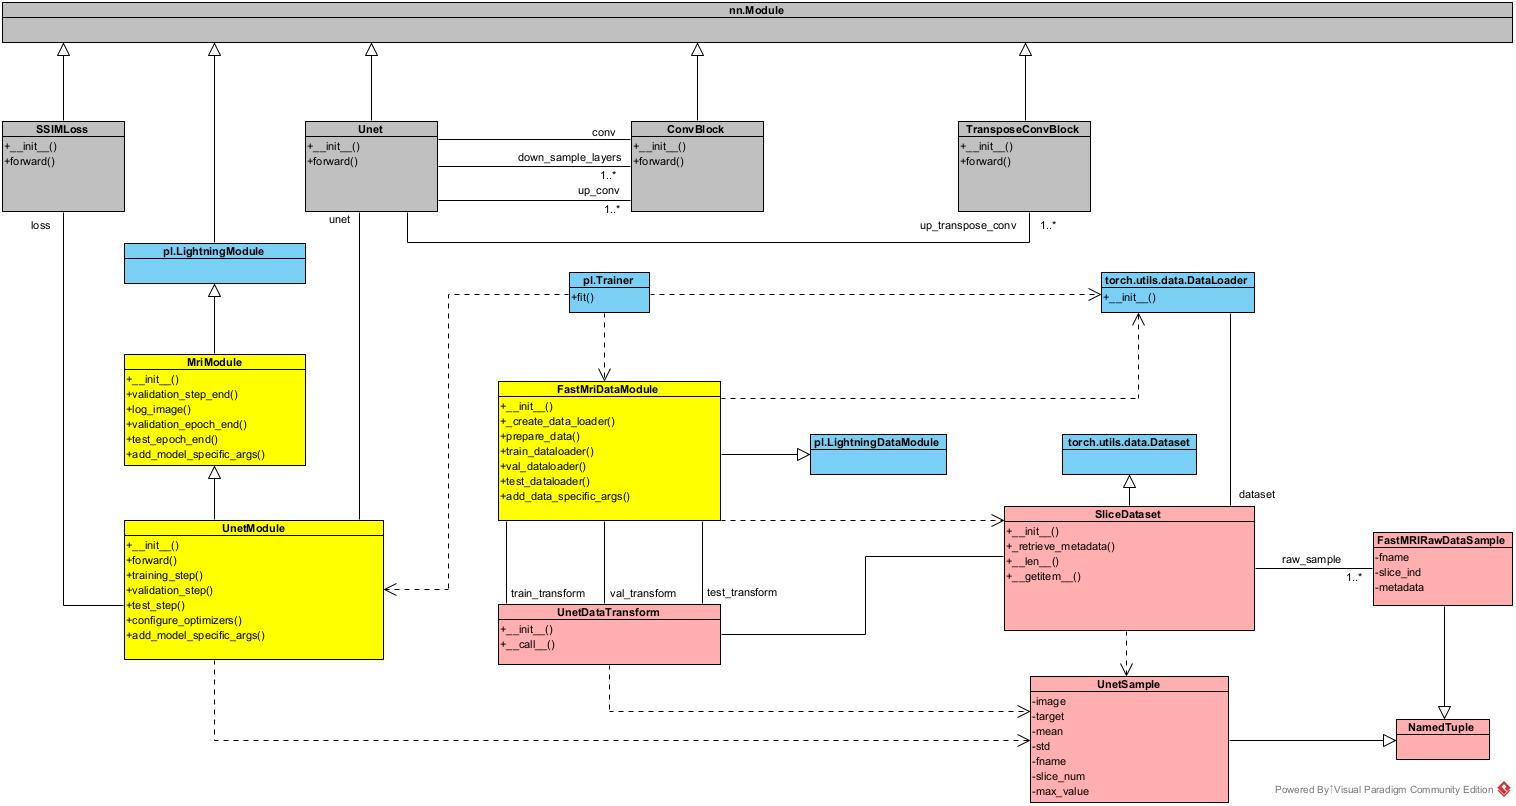 nn.Module
SSIMLoss
+__init__()
+forward()
Unet
+__init__()
+forward()
conv
down_sample_layers
1..*
up_conv
1..*
ConvBlock
+__init__()
+forward()
TransposeConvBlock
+__init__()
+forward()
loss
unet
up_transpose_conv
1..*
pl.LightningModule
pl.Trainer
+fit()
torch.utils.data.DataLoader
+__init__()
MriModule
+__init__()
+validation_step_end()
+log_image()
+validation_epoch_end()
+test_epoch_end()
+add_model_specific_args()
FastMriDataModule
+__init__()
+_create_data_loader()
+prepare_data()
+train_dataloader()
+val_dataloader()
+test_dataloader()
+add_data_specific_args()
pl.LightningDataModule
torch.utils.data.Dataset
dataset
UnetModule
+__init__()
+forward()
+training_step()
+validation_step()
+test_step()
+configure_optimizers()
+add_model_specific_args()
SliceDataset
+__init__()
+_retrieve_metadata()
+__len__()
+__getitem__()
raw_sample
1..*
FastMRIRawDataSample
-fname
-slice_ind
-metadata
train_transform
val_transform
test_transform
UnetDataTransform
+__init__()
+__call__()
UnetSample
-image
-target
-mean
-std
-fname
-slice_num
-max_value
NamedTuple
Powered By Visual Paradigm Community Edition